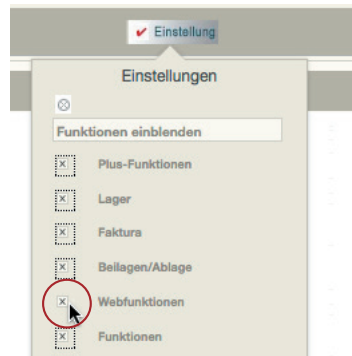 Einstellung
Einstellungen
Funktionen einblenden
Plus-Funktionen
Lager
Faktura
Beilagen/Ablage
Webfunktionen
Funktionen